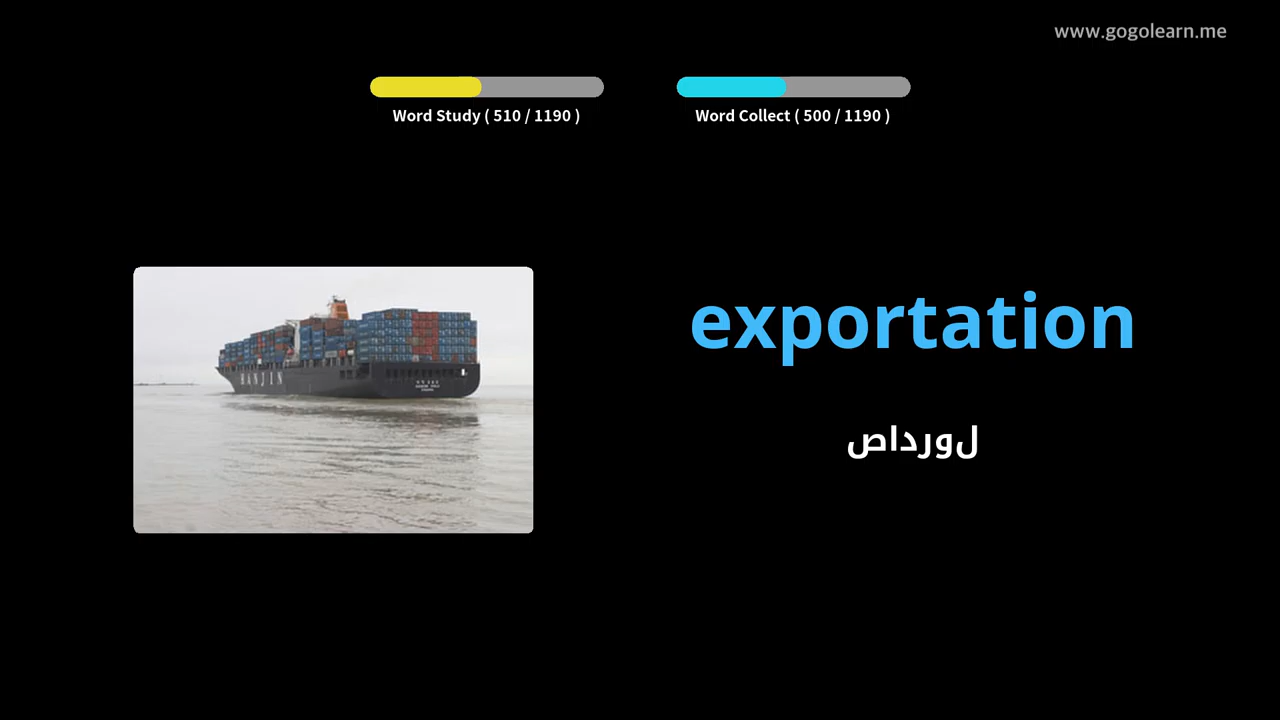 www.gogolearn.me
Word Study ( 510 / 1190 )
Word Collect ( 500 / 1190 )
HANJIN
exportation
لورداص